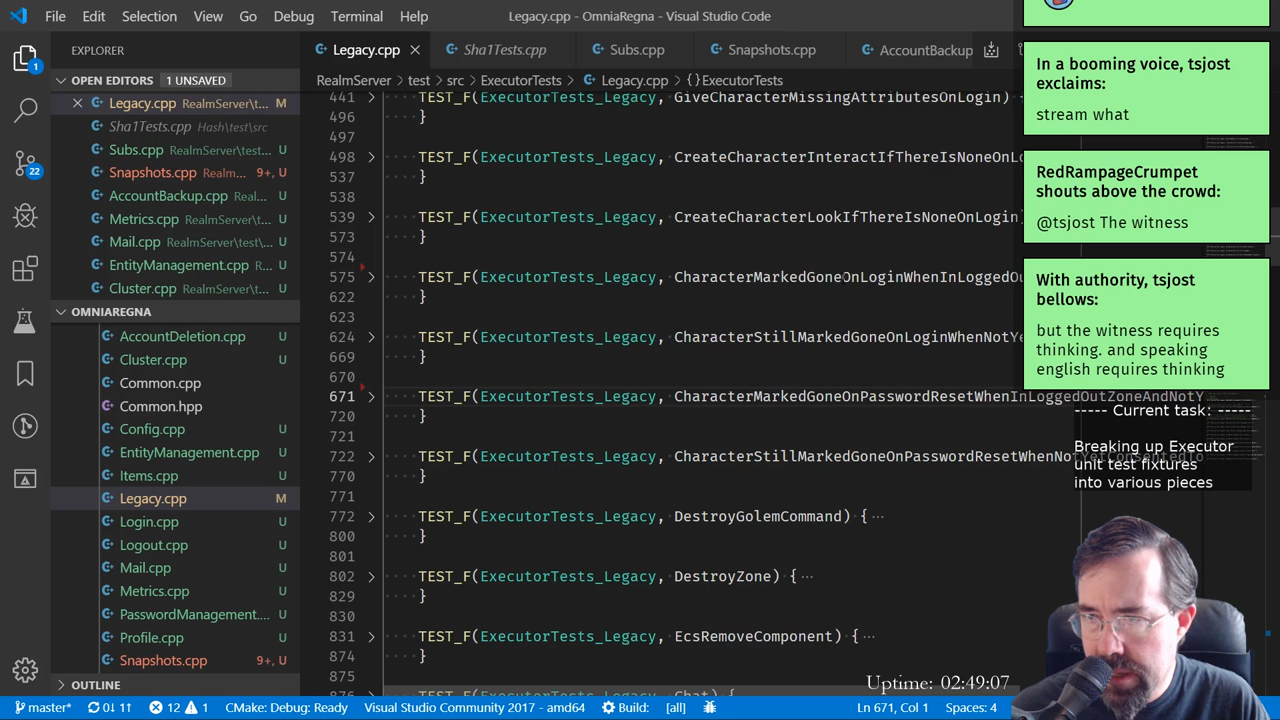 File Edit Selection View Go Debug Terminal Help
Legacy.cpp - OmniaRegna - Visual Studio Code
EXPLORER
Legacy.cpp Sha1Tests.cpp Subs.cpp Snapshots.cpp AccountBackup
OPEN EDITORS 1 UNSAVED
Legacy.cpp RealmServer\t... M
Sha1Tests.cpp Hash\test\src
Subs.cpp RealmServer\test... U
Snapshots.cpp Realm... 9+, U
AccountBackup.cpp Real... U
Metrics.cpp RealmServer\t... U
Mail.cpp RealmServer\test... U
EntityManagement.cpp R... U
Cluster.cpp RealmServer\t... U
OMNIAREGNA
AccountDeletion.cpp U
Cluster.cpp U
Common.cpp
Common.hpp
Config.cpp U
EntityManagement.cpp U
Items.cpp U
Legacy.cpp M
Login.cpp U
Logout.cpp U
Mail.cpp U
Metrics.cpp U
PasswordManagement.... U
Profile.cpp U
Snapshots.cpp 9+, U
OUTLINE
RealmServer > test > src > ExecutorTests > Legacy.cpp > {} ExecutorTests
441 TEST_F(ExecutorTests_Legacy, GiveCharacterMissingAttributesOnLogin)
496 }
497
498 TEST_F(ExecutorTests_Legacy, CreateCharacterInteractIfThereIsNoneOnLo
537 }
538
539 TEST_F(ExecutorTests_Legacy, CreateCharacterLookIfThereIsNoneOnLogin)
573 }
574
575 TEST_F(ExecutorTests_Legacy, CharacterMarkedGoneOnLoginWhenInLoggedOu
622 }
623
624 TEST_F(ExecutorTests_Legacy, CharacterStillMarkedGoneOnLoginWhenNotYe
669 }
670
671 TEST_F(ExecutorTests_Legacy, CharacterMarkedGoneOnPasswordResetWhenInLoggedOutZoneAndNotY
720 }
721
722 TEST_F(ExecutorTests_Legacy, CharacterStillMarkedGoneOnPasswordResetWhenNotYetConsentedTo
770 }
771
772 TEST_F(ExecutorTests_Legacy, DestroyGolemCommand) { ...
800 }
801
802 TEST_F(ExecutorTests_Legacy, DestroyZone) { ...
829 }
830
831 TEST_F(ExecutorTests_Legacy, EcsRemoveComponent) { ...
874 }
875
876 TEST_F(ExecutorTests_Legacy, Chat) {
In a booming voice, tsjost
exclaims:
stream what
RedRampageCrumpet
shouts above the crowd:
@tsjost The witness
With authority, tsjost
bellows:
but the witness requires
thinking. and speaking
english requires thinking
----- Current task: -----
Breaking up Executor
unit test fixtures
into various pieces
Uptime: 02:49:07
master* 0↓ 1↑ 12 1 CMake: Debug: Ready Visual Studio Community 2017 - amd64 Build: [all] Ln 671, Col 1 Spaces: 4